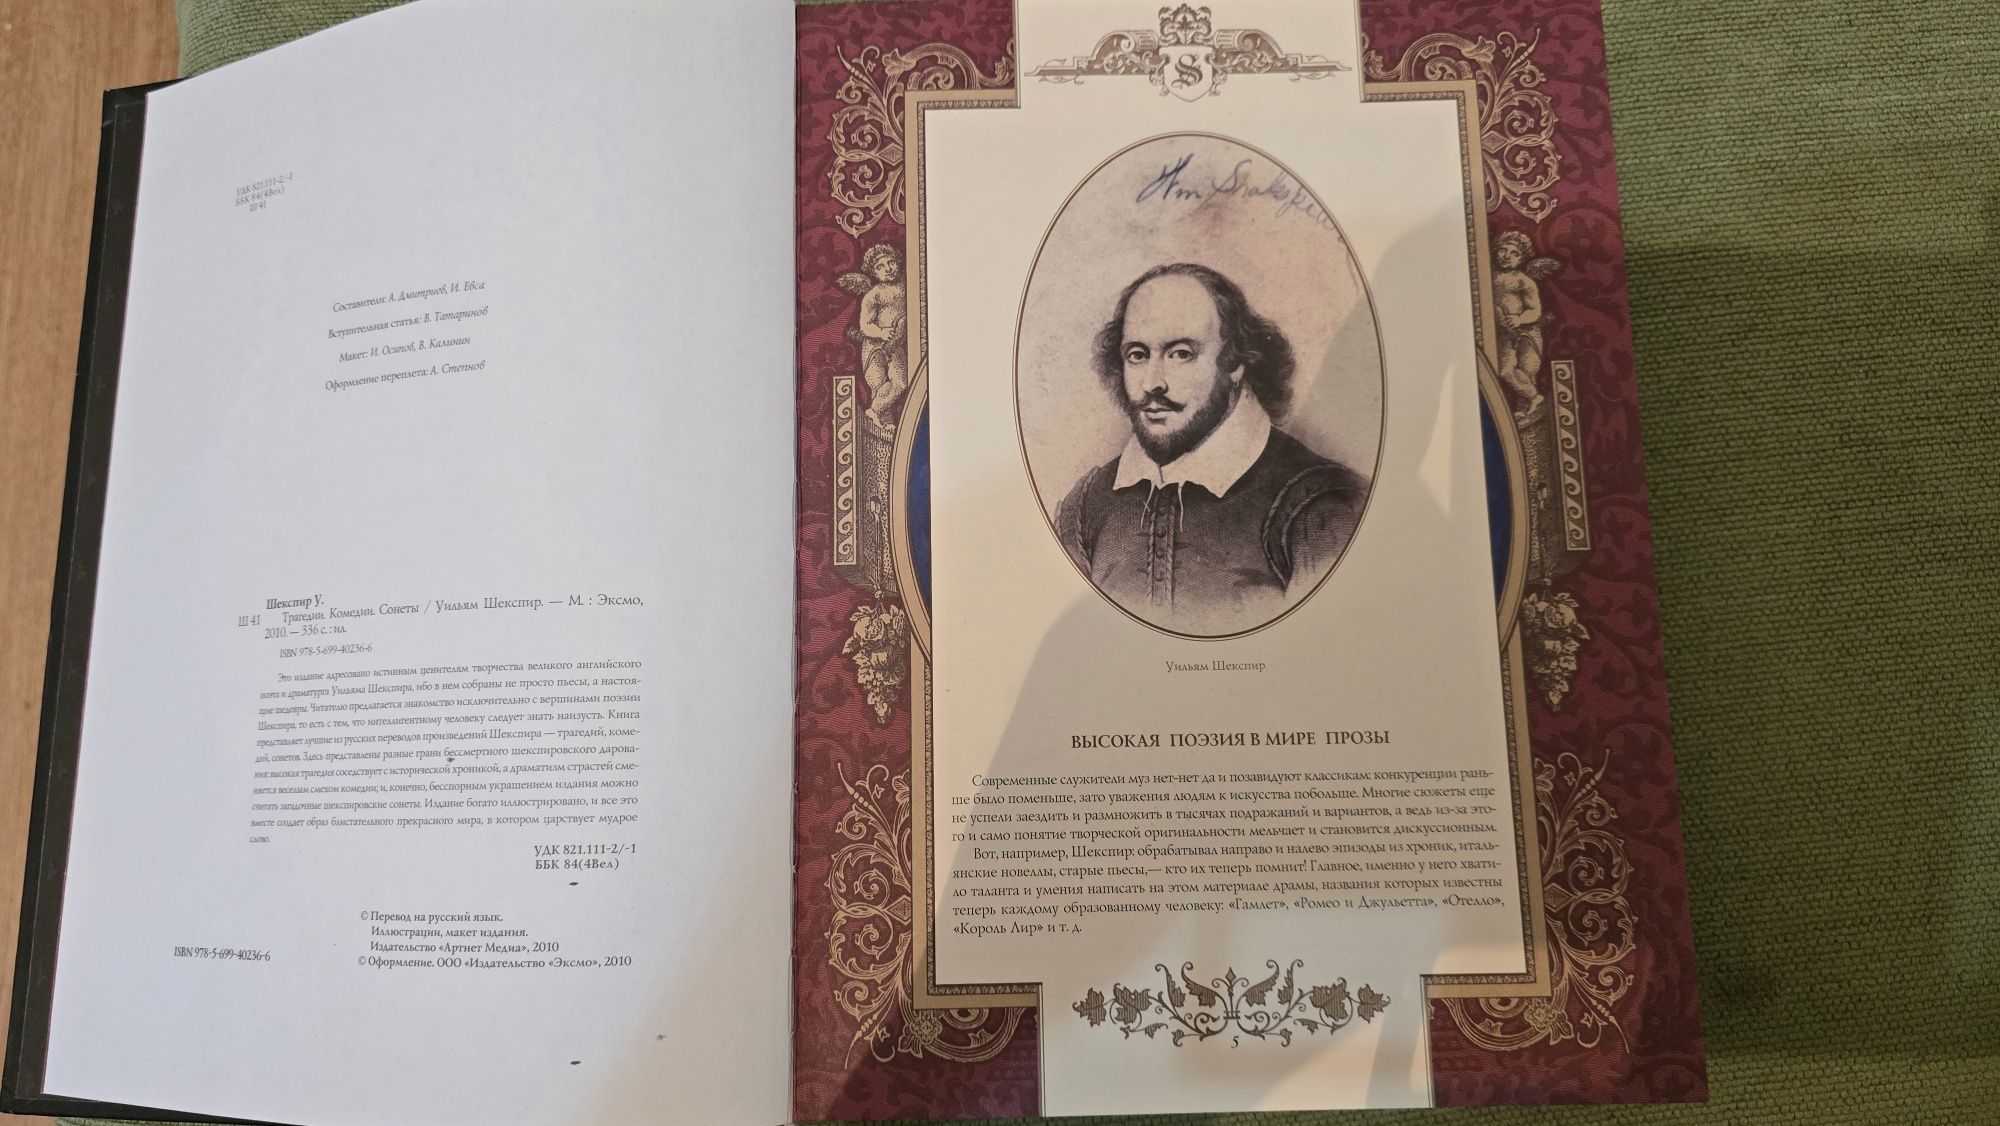 УДК 821.111-2/-1
ББК 84(4Вел)
Ш 41
Составители: А. Дмитриев, И. Евса
Вступительная статья: В. Татаринов
Макет: И. Осипов, В. Калинин
Оформление переплета: А. Степнов
Шекспир У.
Ш 41 Трагедии. Комедии. Сонеты / Уильям Шекспир. — М. : Эксмо,
2010. — 336 с. : ил.
ISBN 978-5-699-40236-6
Это издание адресовано истинным ценителям творчества великого английского
поэта и драматурга Уильяма Шекспира, ибо в нем собраны не просто пьесы, а настоя-
щие шедевры. Читателю предлагается знакомство исключительно с вершинами поэзии
Шекспира, то есть с тем, что интеллигентному человеку следует знать наизусть. Книга
представляет лучшие из русских переводов произведений Шекспира — трагедий, коме-
дий, сонетов. Здесь представлены разные грани бессмертного шекспировского дарова-
ния: высокая трагедия соседствует с исторической хроникой, а драматизм страстей сме-
няется веселым смехом комедии; и, конечно, бесспорным украшением издания можно
считать загадочные шекспировские сонеты. Издание богато иллюстрировано, и все это
вместе создает образ блистательного прекрасного мира, в котором царствует мудрое
слово.
УДК 821.111-2/-1
ББК 84(4Вел)
© Перевод на русский язык.
Иллюстрации, макет издания.
Издательство «Артнет Медиа», 2010
ISBN 978-5-699-40236-6
© Оформление. ООО «Издательство «Эксмо», 2010
S
Wm Shakspeare
Уильям Шекспир
ВЫСОКАЯ ПОЭЗИЯ В МИРЕ ПРОЗЫ
Современные служители муз нет-нет да и позавидуют классикам: конкуренции рань-
ше было поменьше, зато уважения людям к искусства побольше. Многие сюжеты еще
не успели заездить и размножить в тысячах подражаний и вариантов, а ведь из-за это-
го и само понятие творческой оригинальности мельчает и становится дискуссионным.
Вот, например, Шекспир: обрабатывал направо и налево эпизоды из хроник, италь-
янские новеллы, старые пьесы,— кто их теперь помнит! Главное, именно у него хвати-
ло таланта и умения написать на этом материале драмы, названия которых известны
теперь каждому образованному человеку: «Гамлет», «Ромео и Джульетта», «Отелло»,
«Король Лир» и т. д.
5